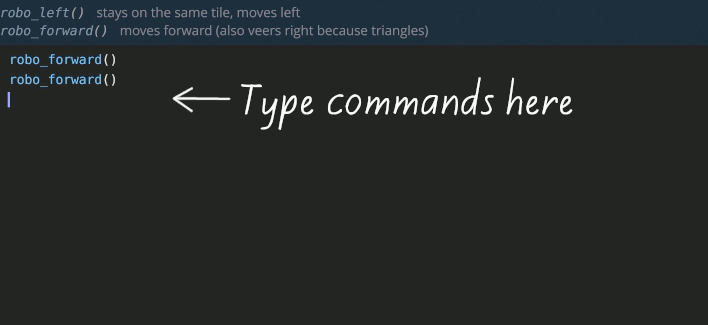 robo_left() stays on the same tile, moves left
robo_forward() moves forward (also veers right because triangles)
robo_forward()
robo_forward()
Type commands here